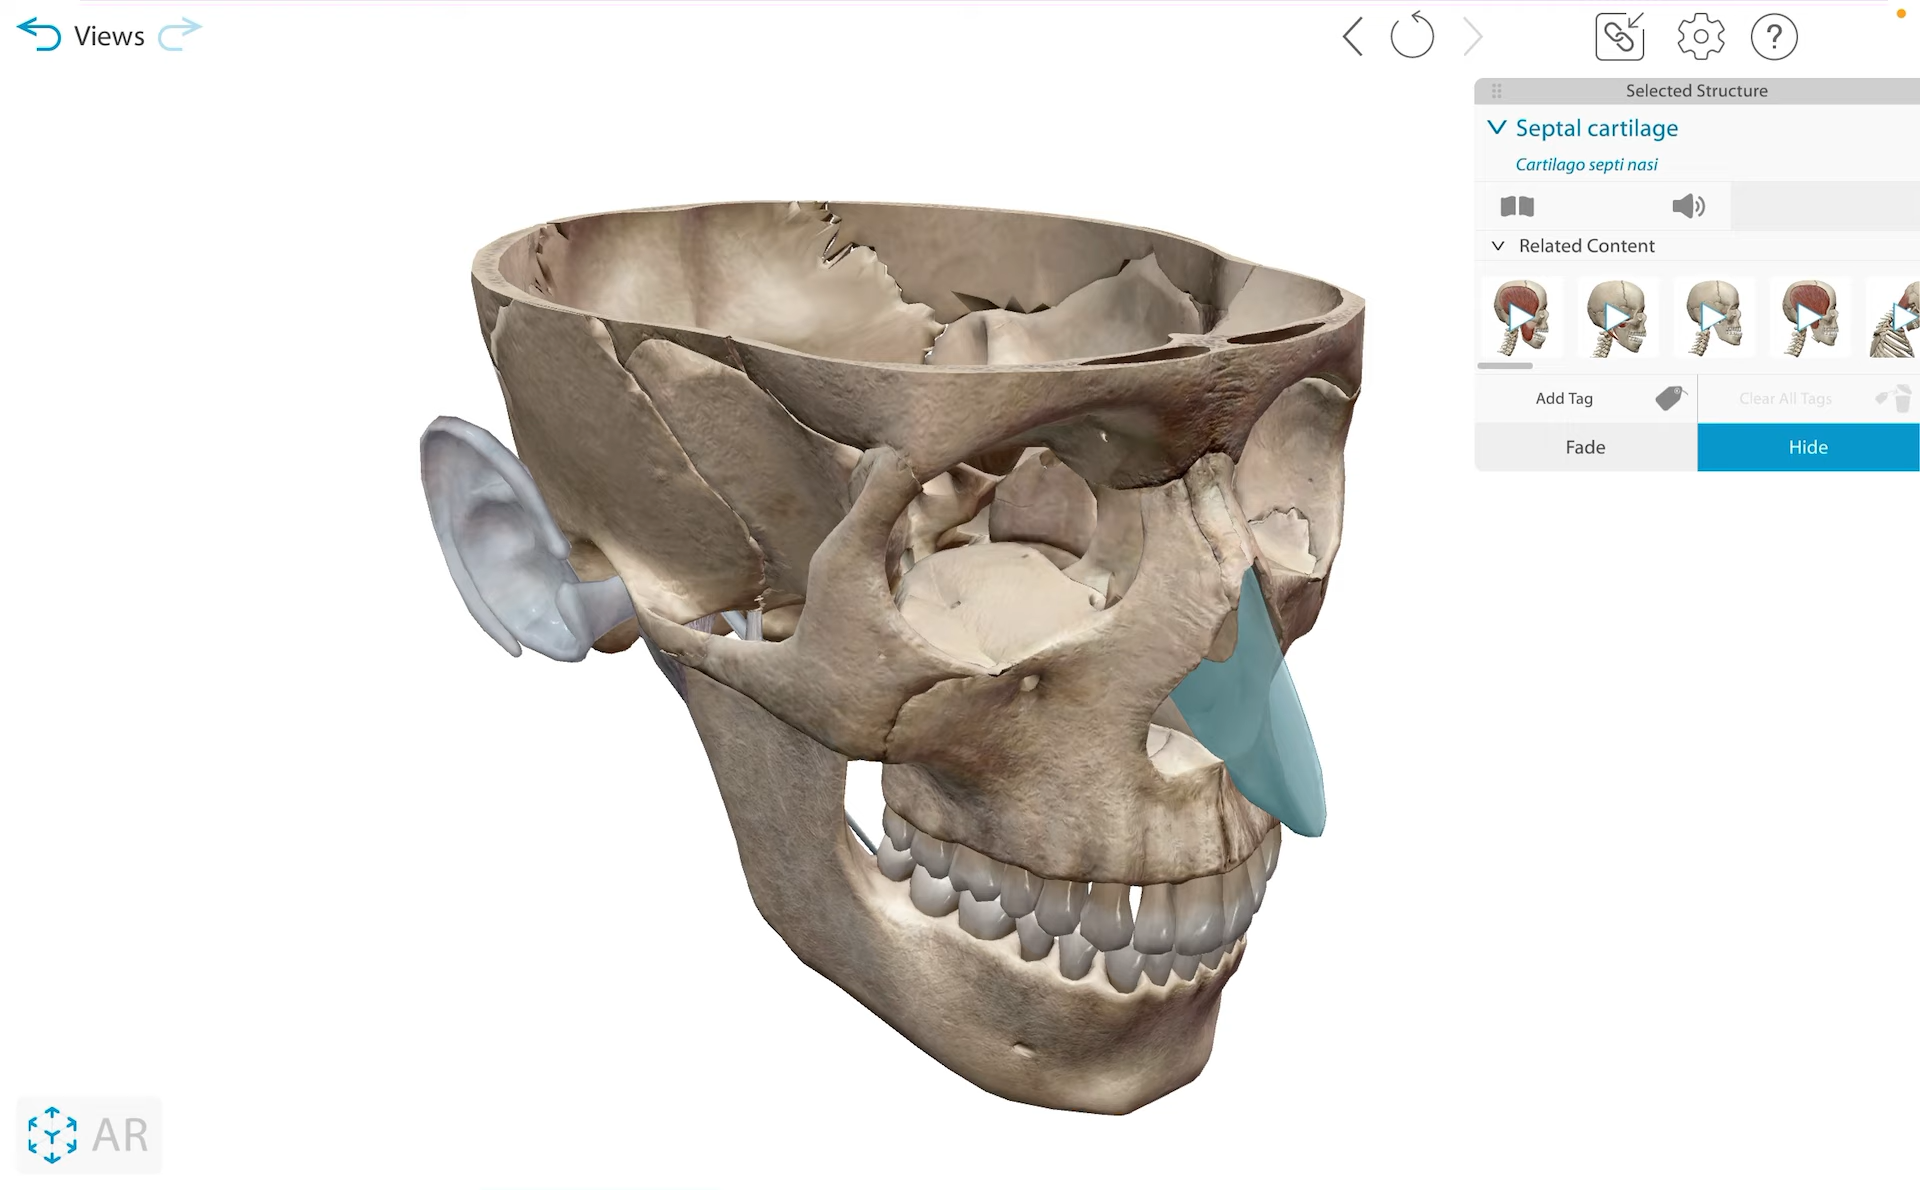 Views
Selected Structure
Septal cartilage
Cartilago septi nasi
Related Content
Add Tag
Clear All Tags
Fade
Hide
AR